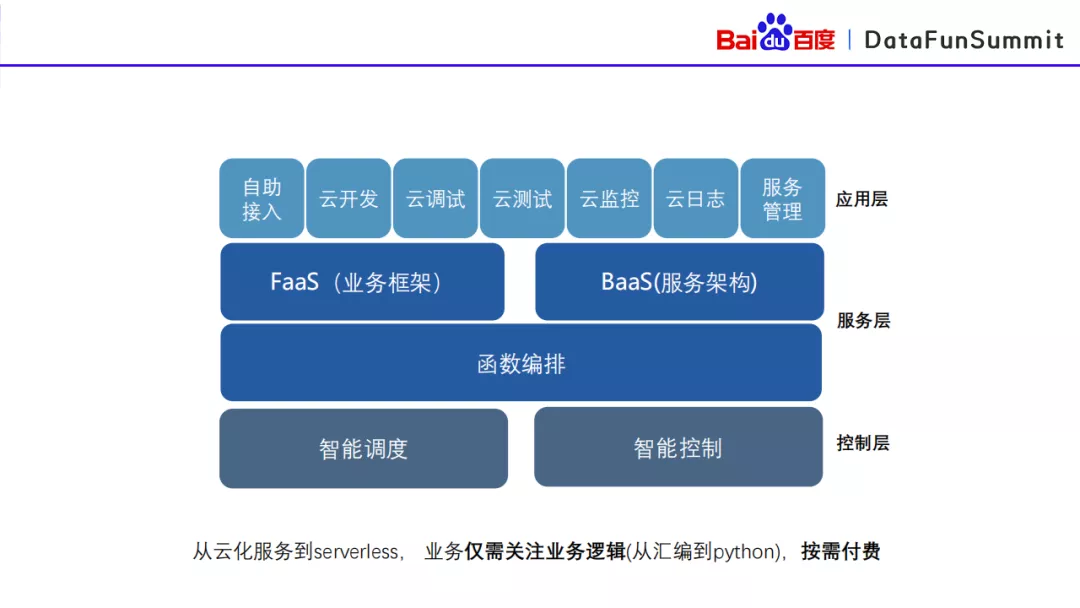 Baidu百度 | DataFunSummit
自助
接入
云开发
云调试
云测试
云监控
云日志
服务
管理
应用层
FaaS（业务框架）
BaaS(服务架构)
服务层
函数编排
智能调度
智能控制
控制层
从云化服务到serverless， 业务仅需关注业务逻辑(从汇编到python)，按需付费